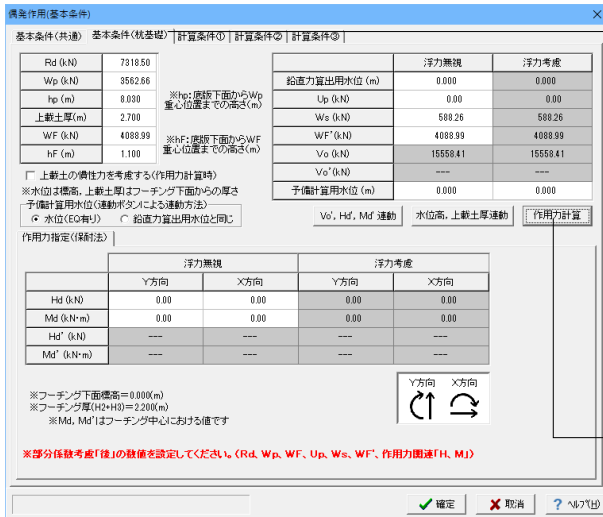 偶発作用(基本条件)
基本条件(共通) 基本条件(杭基礎) 計算条件① 計算条件② 計算条件③
Rd (kN) 7318.50
Wp (kN) 3562.66
hp (m) 8.030
上載土厚(m) 2.700
WF (kN) 4088.99
hF (m) 1.100
※hp:底版下面からWp
重心位置までの高さ(m)
※hF:底版下面からWF
重心位置までの高さ(m)
浮力無視 浮力考慮
鉛直力算出用水位 (m) 0.000 0.000
Up (kN) 0.00 0.00
Ws (kN) 588.26 588.26
WF'(kN) 4088.99 4088.99
Vo (kN) 15558.41 15558.41
Vo'(kN) --- ---
予備計算用水位 (m) 0.000 0.000
上載土の慣性力を考慮する(作用力計算時)
※水位は標高, 上載土厚はフーチング下面からの厚さ
予備計算用水位(連動ボタンによる連動方法)
水位(EQ有り) 鉛直力算出用水位と同じ
Vo', Hd', Md' 連動 水位高, 上載土厚連動 作用力計算
作用力指定(保耐法)
浮力無視 浮力考慮
Y方向 X方向 Y方向 X方向
Hd (kN) 0.00 0.00 0.00 0.00
Md (kN・m) 0.00 0.00 0.00 0.00
Hd' (kN) --- --- --- ---
Md' (kN・m) --- --- --- ---
Y方向 X方向
※フーチング下面標高=0.000(m)
※フーチング厚(H2+H3)=2.200(m)
※Md, Md'はフーチング中心における値です
※部分係数考慮「後」の数値を設定してください。(Rd、Wp、WF、Up、Ws、WF'、作用力関連「H、M」)
確定 取消 ? ヘルプ(H)